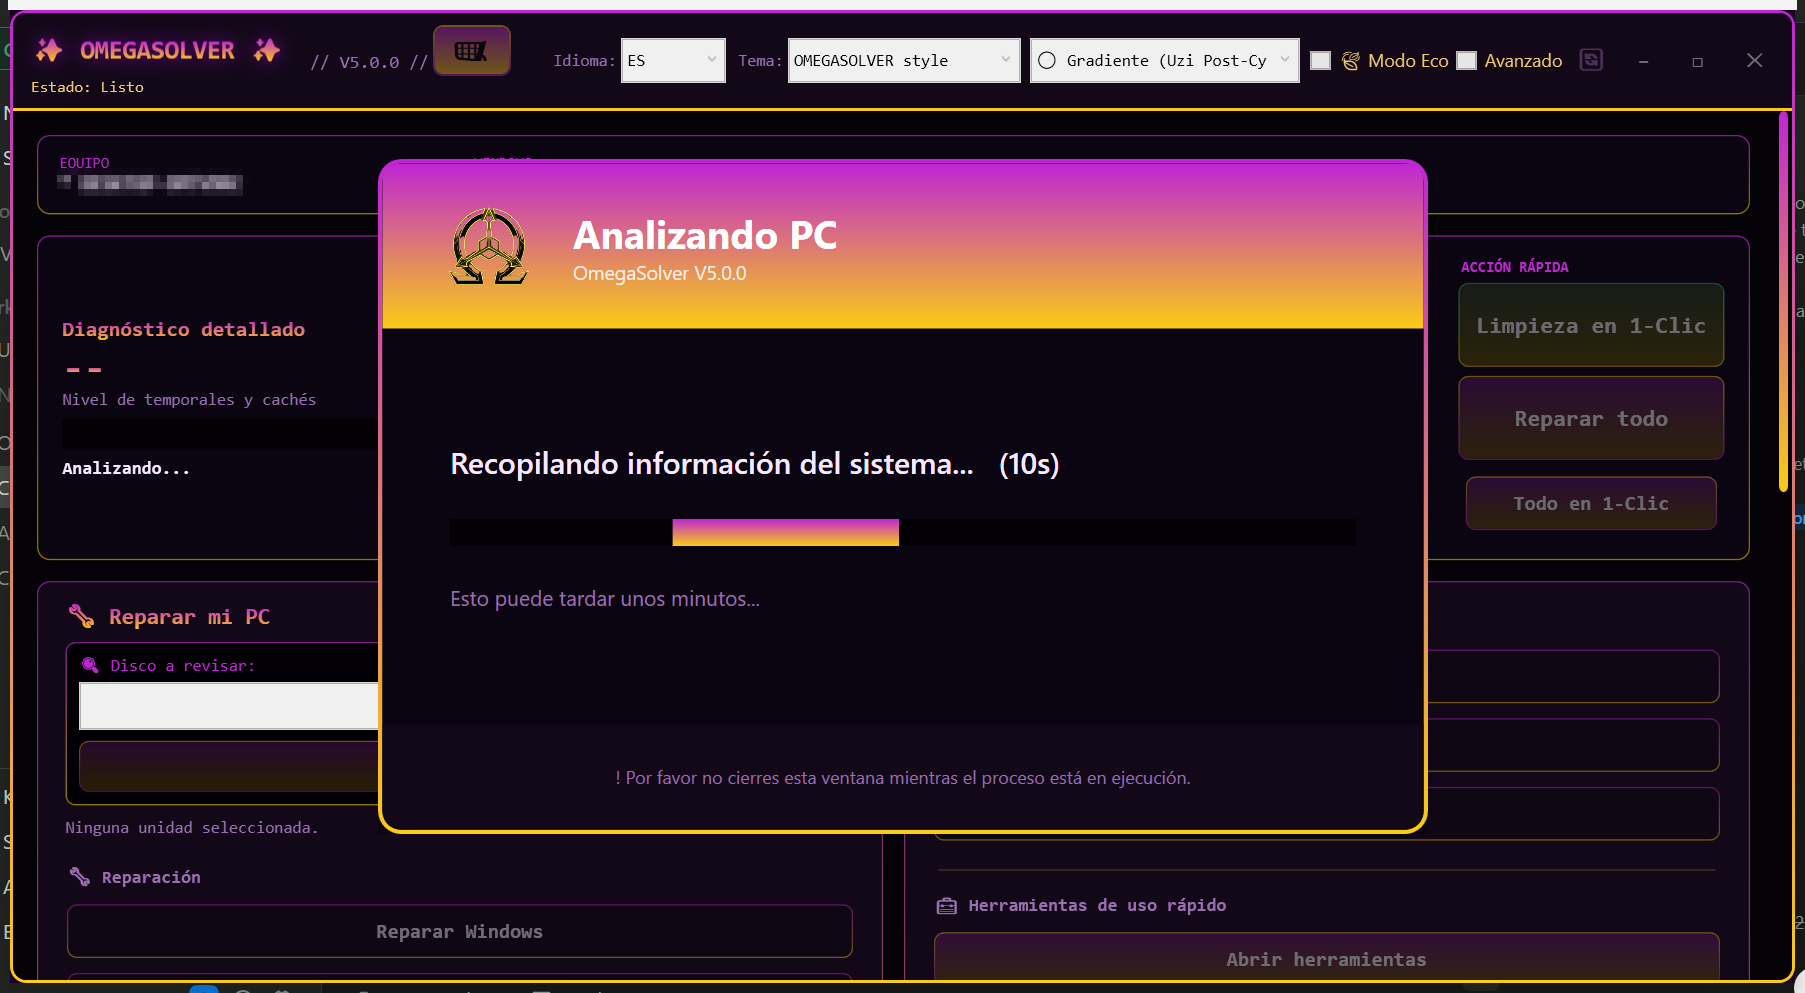 ✨ OMEGASOLVER ✨
// V5.0.0 //
Idioma: ES
Tema: OMEGASOLVER style
Gradiente (Uzi Post-Cy
Modo Eco
Avanzado
Estado: Listo
EQUIPO
Analizando PC
OmegaSolver V5.0.0
Recopilando información del sistema... (10s)
Esto puede tardar unos minutos...
! Por favor no cierres esta ventana mientras el proceso está en ejecución.
Diagnóstico detallado
--
Nivel de temporales y cachés
Analizando...
ACCIÓN RÁPIDA
Limpieza en 1-Clic
Reparar todo
Todo en 1-Clic
Reparar mi PC
Disco a revisar:
Ninguna unidad seleccionada.
Reparación
Reparar Windows
Herramientas de uso rápido
Abrir herramientas